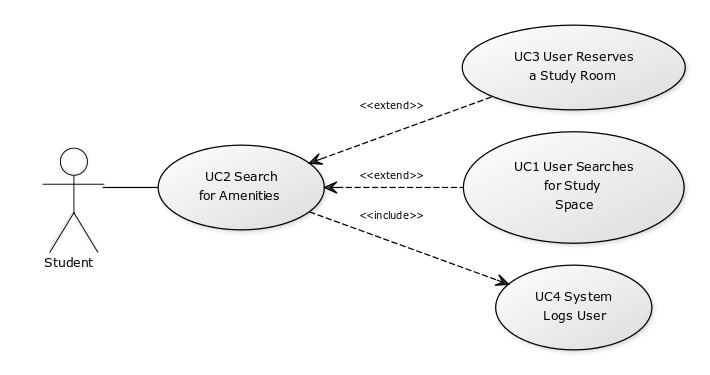 UC3 User Reserves
a Study Room
<<extend>>
UC2 Search
for Amenities
<<extend>>
UC1 User Searches
for Study
Space
<<include>>
Student
UC4 System
Logs User